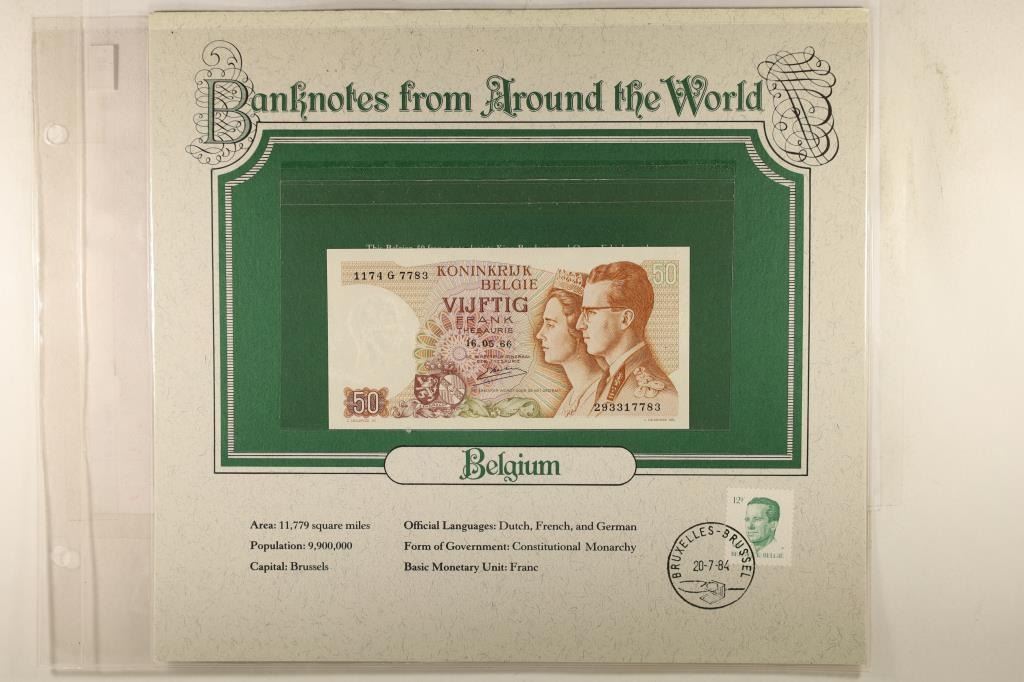 Banknotes from Around the World
1174 G 7783
KONINKRIJK
BELGIE
50
VIJFTIG
FRANK
THESAURIE
16.05.66
50
293317783
Belgium
Area: 11,779 square miles
Population: 9,900,000
Capital: Brussels
Official Languages: Dutch, French, and German
Form of Government: Constitutional Monarchy
Basic Monetary Unit: Franc
12F
BRUXELLES-BRUSSEL
20-7-84